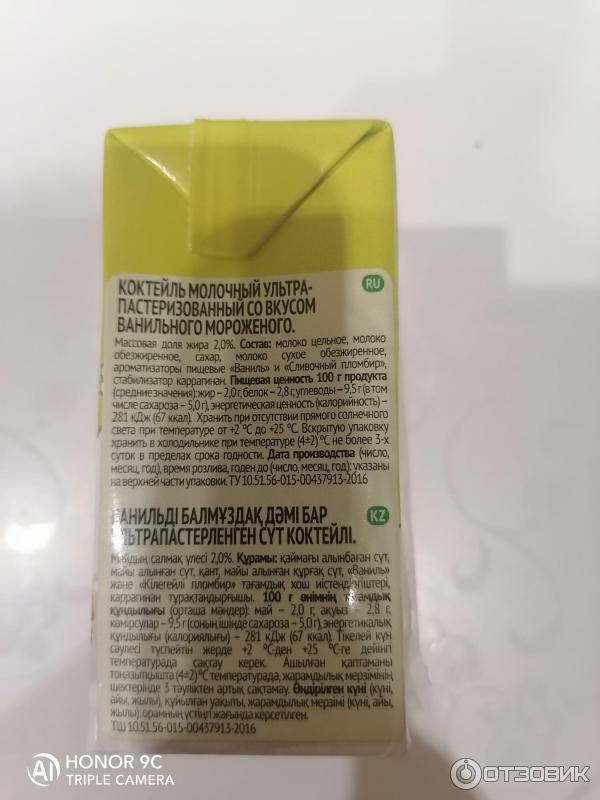 КОКТЕЙЛЬ МОЛОЧНЫЙ УЛЬТРА-
ПАСТЕРИЗОВАННЫЙ СО ВКУСОМ
ВАНИЛЬНОГО МОРОЖЕНОГО.
RU
Массовая доля жира 2,0%. Состав: молоко цельное, молоко
обезжиренное, сахар, молоко сухое обезжиренное,
ароматизаторы пищевые «Ваниль» и «Сливочный пломбир»,
стабилизатор каррагинан. Пищевая ценность 100 г продукта
(средние значения): жир – 2,0 г, белок – 2,8 г, углеводы – 9,5 г (в том
числе сахароза – 5,0 г), энергетическая ценность (калорийность) –
281 кДж (67 ккал). Хранить при отсутствии прямого солнечного
света при температуре от +2 °С до +25 °С. Вскрытую упаковку
хранить в холодильнике при температуре (4±2) °С не более 3-х
суток в пределах срока годности. Дата производства (число,
месяц, год), время розлива, годен до (число, месяц, год): указаны
на верхней части упаковки. ТУ 10.51.56-015-00437913-2016
ВАНИЛЬДІ БАЛМҰЗДАҚ ДӘМІ БАР
УЛЬТРАПАСТЕРЛЕНГЕН СҮТ КОКТЕЙЛІ.
KZ
Майдың салмақ үлесі 2,0%. Құрамы: қаймағы алынбаған сүт,
майы алынған сүт, қант, майы алынған құрғақ сүт, «Ваниль»
және «Кілегейлі пломбир» тағамдық хош иістендіргіштері,
каррагинан тұрақтандырғышы. 100 г өнімнің тағамдық
құндылығы (орташа мәндер): май – 2,0 г, ақуыз – 2,8 г,
көмірсулар – 9,5 г (соның ішінде сахароза – 5,0 г), энергетикалық
құндылығы (калориялығы) – 281 кДж (67 ккал). Тікелей күн
сәулесі түспейтін жерде +2 °С-ден +25 °С-ге дейінгі
температурада сақтау керек. Ашылған қаптаманы
тоңазытқышта (4±2) °С температурада, жарамдылық мерзімінің
шектерінде 3 тәуліктен артық сақтамау. Өндірілген күні (күні,
айы, жылы), құйылған уақыты, жарамдылық мерзімі (күні, айы,
жылы): орамның үстіңгі жағында көрсетілген.
ТШ 10.51.56-015-00437913-2016
HONOR 9C
TRIPLE CAMERA
ОТЗОВИК